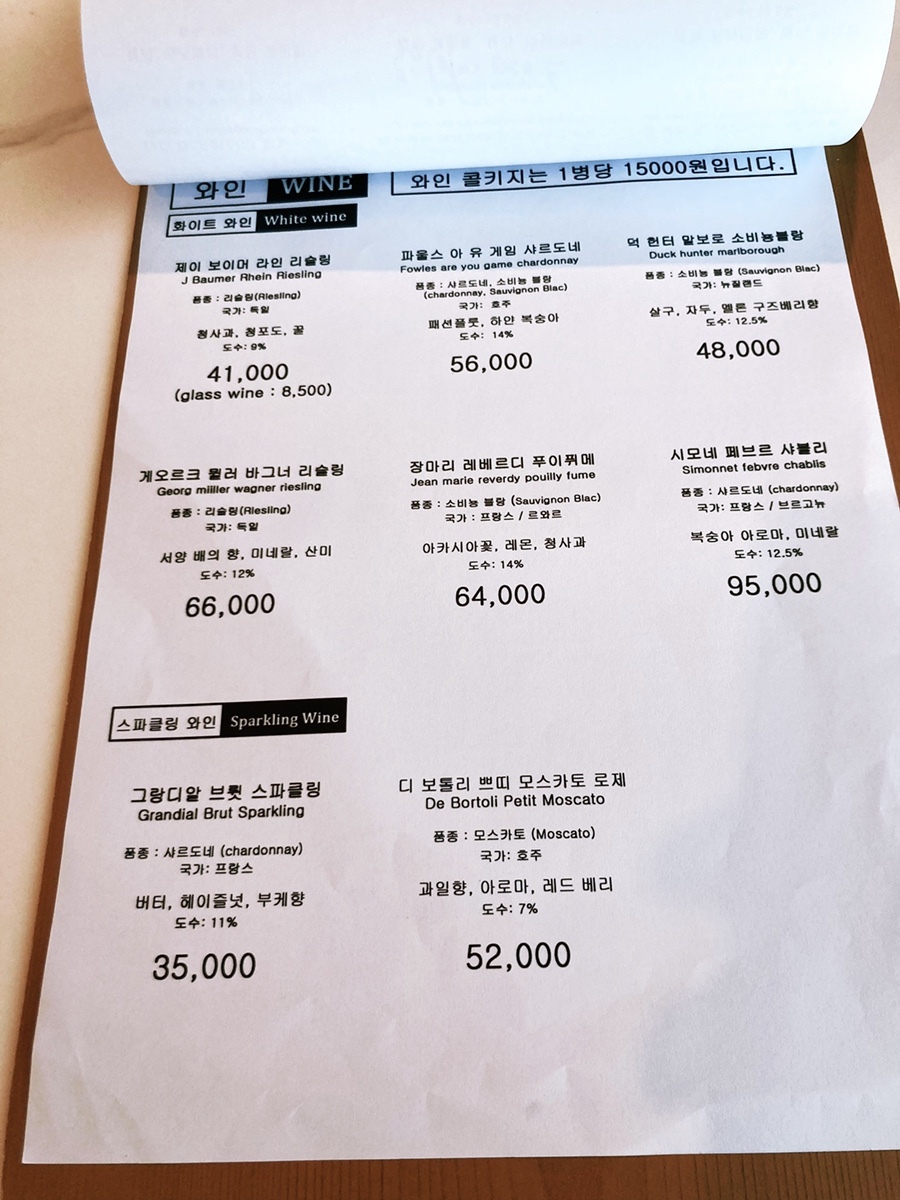 와인 WINE
와인 콜키지는 1병당 15000원입니다.
화이트 와인 White wine
제이 보이머 라인 리슬링
J Baumer Rhein Riesling
품종 : 리슬링(Riesling)
국가: 독일
청사과, 청포도, 꿀
도수: 9%
41,000
(glass wine : 8,500)
파울스 아 유 게임 샤르도네
Fowles are you game chardonnay
품종 : 샤르도네, 소비뇽 블랑
(chardonnay, Sauvignon Blac)
국가: 호주
패션플룻, 하얀 복숭아
도수: 14%
56,000
덕 헌터 말보로 소비뇽블랑
Duck hunter marlborough
품종 : 소비뇽 블랑 (Sauvignon Blac)
국가: 뉴질랜드
살구, 자두, 멜론 구즈베리향
도수: 12.5%
48,000
게오르크 뮐러 바그너 리슬링
Georg miiller wagner riesling
품종 : 리슬링(Riesling)
국가: 독일
서양 배의 향, 미네랄, 산미
도수: 12%
66,000
장마리 레베르디 푸이퓌메
Jean marie reverdy pouilly fume
품종 : 소비뇽 블랑 (Sauvignon Blac)
국가 : 프랑스 / 르와르
아카시아꽃, 레몬, 청사과
도수: 14%
64,000
시모네 페브르 샤블리
Simonnet febvre chablis
품종 : 샤르도네 (chardonnay)
국가: 프랑스 / 브르고뉴
복숭아 아로마, 미네랄
도수: 12.5%
95,000
스파클링 와인 Sparkling Wine
그랑디알 브륏 스파클링
Grandial Brut Sparkling
품종 : 샤르도네 (chardonnay)
국가: 프랑스
버터, 헤이즐넛, 부케향
도수: 11%
35,000
디 보톨리 쁘띠 모스카토 로제
De Bortoli Petit Moscato
품종 : 모스카토 (Moscato)
국가: 호주
과일향, 아로마, 레드 베리
도수: 7%
52,000